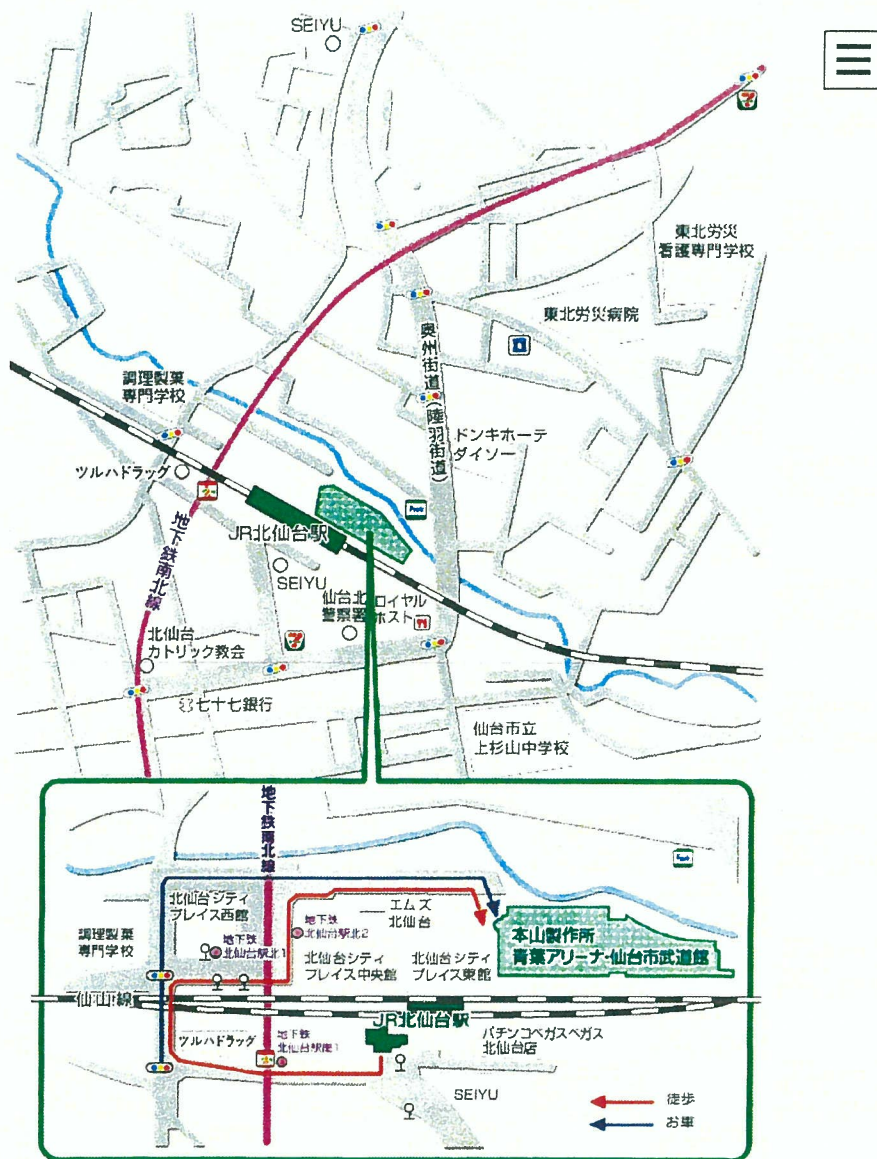 SEIYU
東北労災
看護専門学校
東北労災病院
奥州街道(陸羽街道)
調理製菓
専門学校
ドンキホーテ
ダイソー
ツルハドラッグ
地下鉄南北線
JR北仙台駅
SEIYU
仙台北
警察署
ロイヤル
ホスト
北仙台
カトリック教会
七十七銀行
仙台市立
上杉山中学校
地下鉄南北線
北仙台シティ
プレイス西館
エムズ
北仙台
調理製菓
専門学校
地下鉄
北仙台駅北1
地下鉄
北仙台駅北2
本山製作所
青葉アリーナ・仙台市武道館
北仙台シティ
プレイス中央館
北仙台シティ
プレイス東館
仙山線
JR北仙台駅
ツルハドラッグ
地下鉄
北仙台駅南1
パチンコベガスベガス
北仙台店
SEIYU
徒歩
お車